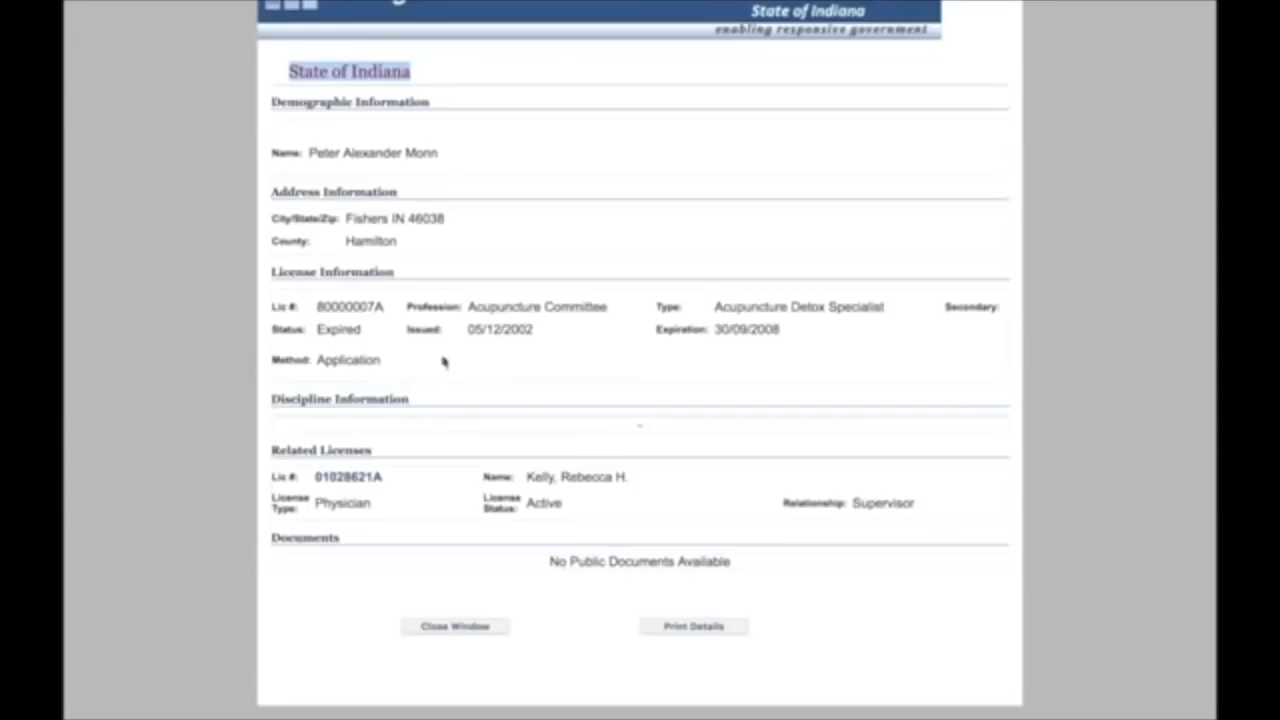 State of Indiana
enabling responsive government
State of Indiana
Demographic Information
Name: Peter Alexander Monn
Address Information
City/State/Zip: Fishers IN 46038
County: Hamilton
License Information
Lic #: 80000007A Profession: Acupuncture Committee Type: Acupuncture Detox Specialist Secondary:
Status: Expired Issued: 05/12/2002 Expiration: 30/09/2008
Method: Application
Discipline Information
-
Related Licenses
Lic #: 01028621A Name: Kelly, Rebecca H.
License Type: Physician License Status: Active Relationship: Supervisor
Documents
No Public Documents Available
Close Window Print Details